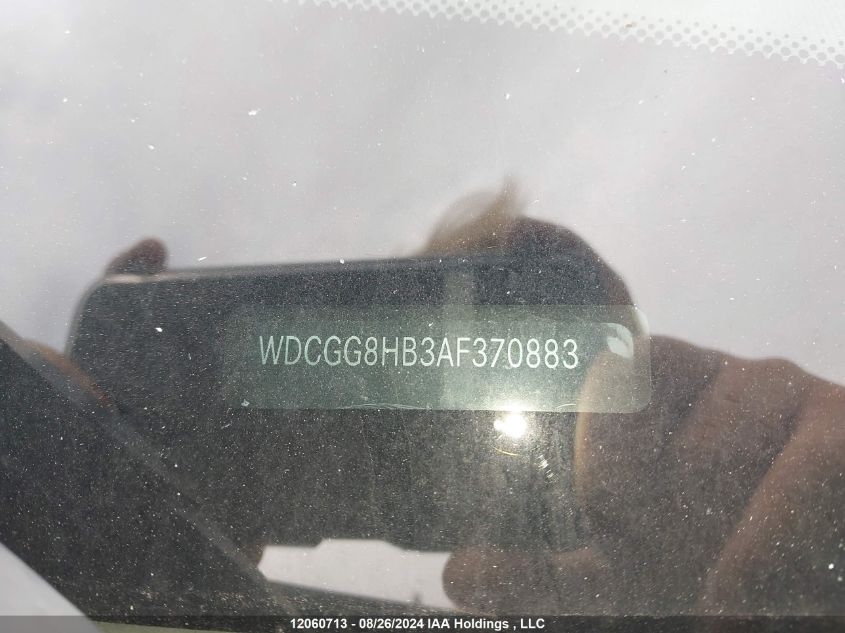 WDCGG8HB3AF370883
12060713 - 08/26/2024 IAA Holdings , LLC